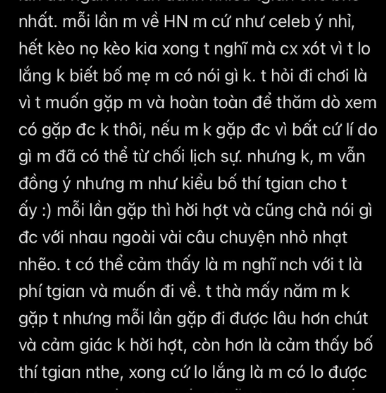 nhất. mỗi lần m về HN m cứ như celeb ý nhỉ,
hết kèo nọ kèo kia xong t nghĩ mà cx xót vì t lo
lắng k biết bố mẹ m có nói gì k. t hỏi đi chơi là
vì t muốn gặp m và hoàn toàn để thăm dò xem
có gặp đc k thôi, nếu m k gặp đc vì bất cứ lí do
gì m đã có thể từ chối lịch sự. nhưng k, m vẫn
đồng ý nhưng m như kiểu bố thí tgian cho t
ấy :) mỗi lần gặp thì hời hợt và cũng chả nói gì
đc với nhau ngoài vài câu chuyện nhỏ nhạt
nhẽo. t có thể cảm thấy là m nghĩ nch với t là
phí tgian và muốn đi về. t thà mấy năm m k
gặp t nhưng mỗi lần gặp đi được lâu hơn chút
và cảm giác k hời hợt, còn hơn là cảm thấy bố
thí tgian nthe, xong cứ lo lắng là m có lo được